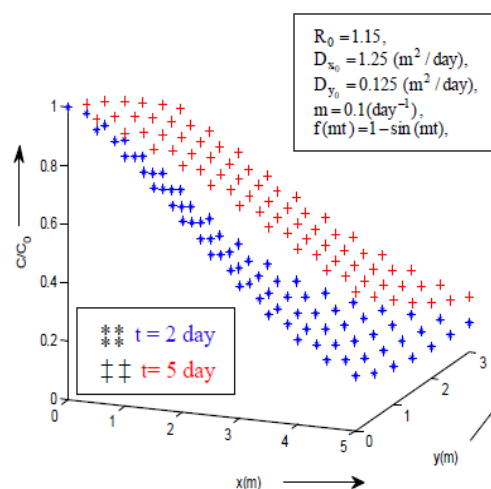 R₀ = 1.15,
Dₓ₀ = 1.25 (m²/day),
D_y₀ = 0.125 (m²/day),
m = 0.1(day⁻¹),
f(mt) = 1 − sin (mt),
1
0.8
0.6
0.4
0.2
0
C/C₀
t = 2 day
t= 5 day
0
1
2
3
4
5
x(m)
0
1
2
3
y(m)